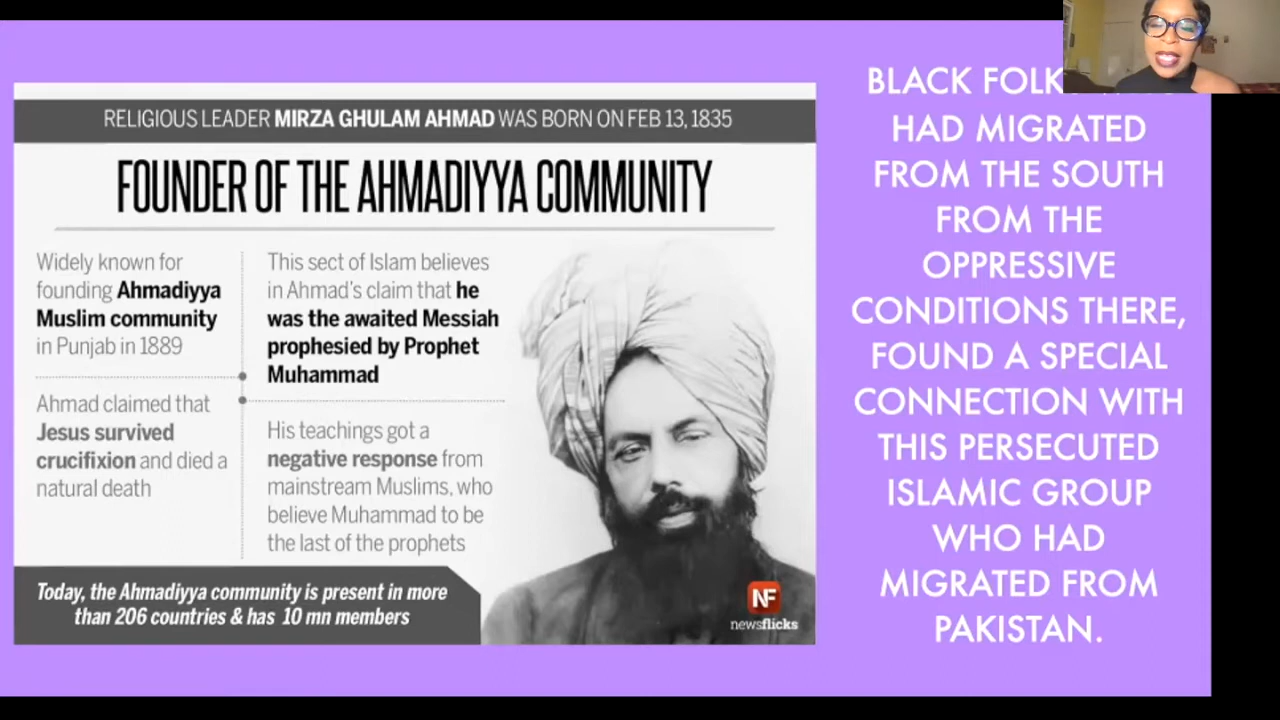 RELIGIOUS LEADER MIRZA GHULAM AHMAD WAS BORN ON FEB 13, 1835
FOUNDER OF THE AHMADIYYA COMMUNITY
Widely known for
founding Ahmadiyya
Muslim community
in Punjab in 1889
Ahmad claimed that
Jesus survived
crucifixion and died a
natural death
This sect of Islam believes
in Ahmad's claim that he
was the awaited Messiah
prophesied by Prophet
Muhammad
His teachings got a
negative response from
mainstream Muslims, who
believe Muhammad to be
the last of the prophets
Today, the Ahmadiyya community is present in more
than 206 countries & has 10 mn members
NF
newsflicks
BLACK
HAD MIGRATED
FROM THE SOUTH
FROM THE
OPPRESSIVE
CONDITIONS THERE,
FOUND A SPECIAL
CONNECTION WITH
THIS PERSECUTED
ISLAMIC GROUP
WHO HAD
MIGRATED FROM
PAKISTAN.